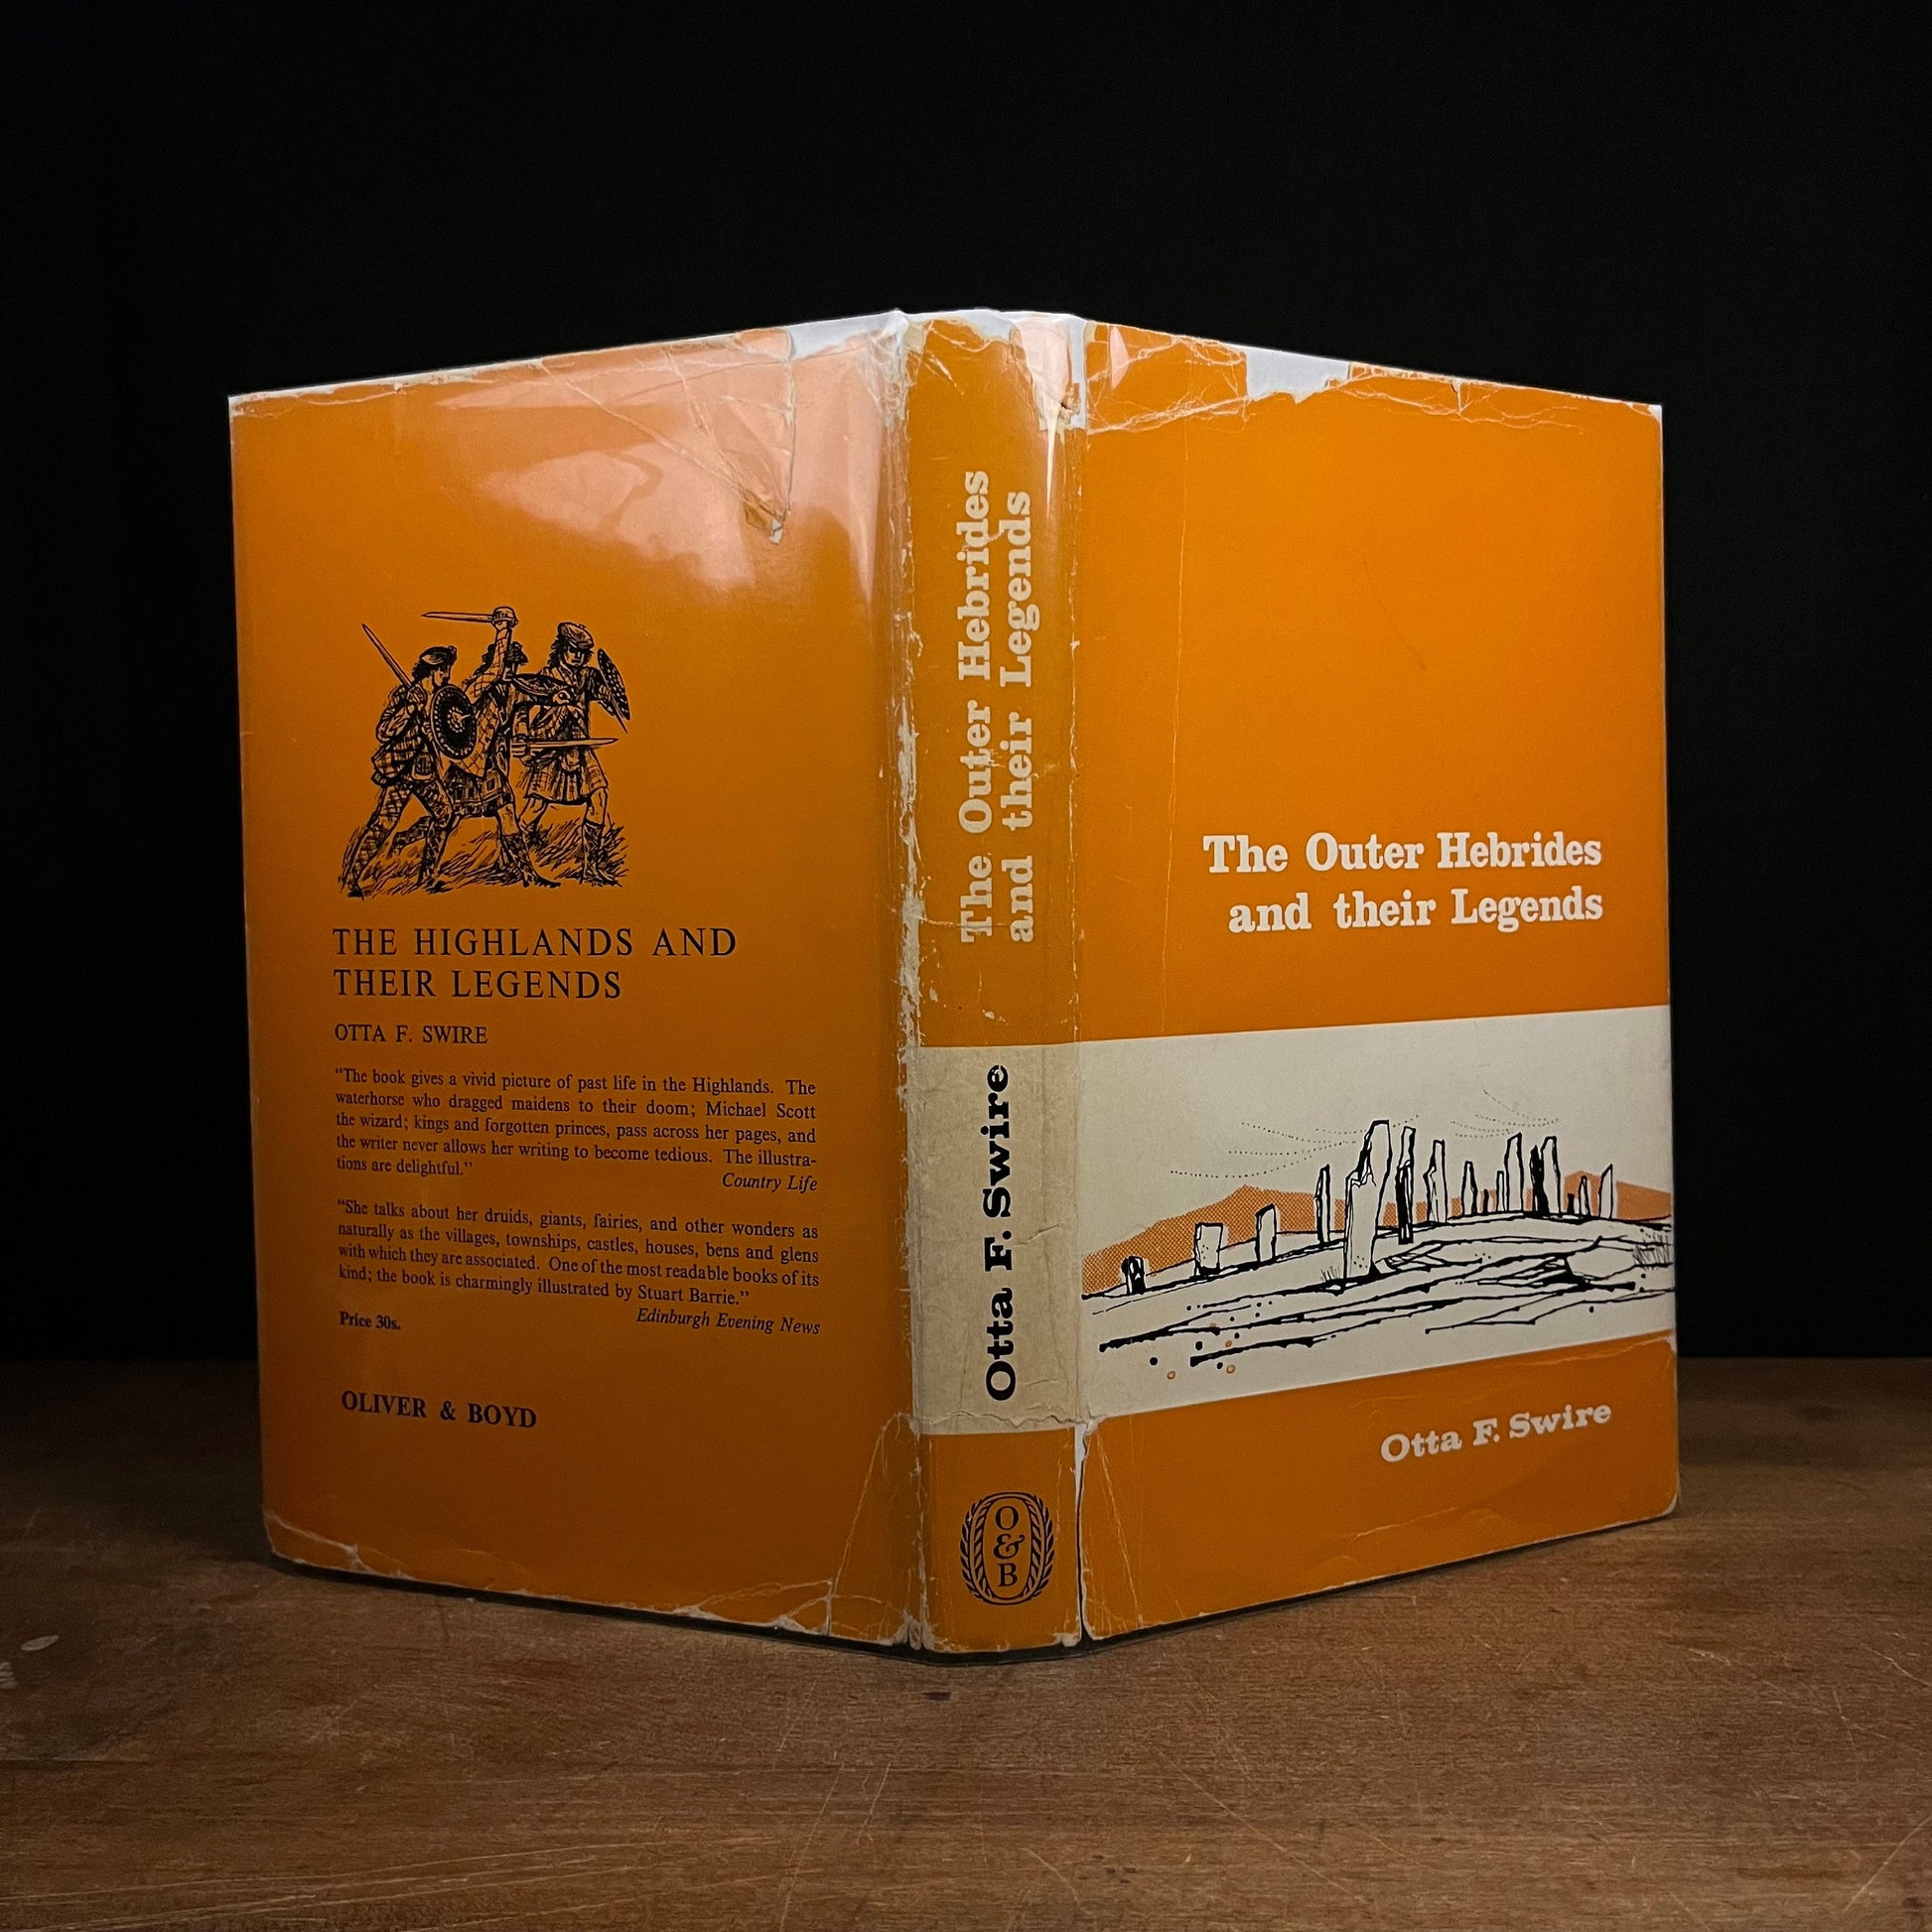 THE HIGHLANDS AND
THEIR LEGENDS
OTTA F. SWIRE
“The book gives a vivid picture of past life in the Highlands. The
waterhorse who dragged maidens to their doom; Michael Scott
the wizard; kings and forgotten princes, pass across her pages, and
the writer never allows her writing to become tedious. The illustra-
tions are delightful.”
Country Life
“She talks about her druids, giants, fairies, and other wonders as
naturally as the villages, townships, castles, houses, bens and glens
with which they are associated. One of the most readable books of its
kind; the book is charmingly illustrated by Stuart Barrie.”
Edinburgh Evening News
Price 30s.
OLIVER & BOYD
The Outer Hebrides
and their Legends
Otta F. Swire
O
&
B
The Outer Hebrides
and their Legends
Otta F. Swire